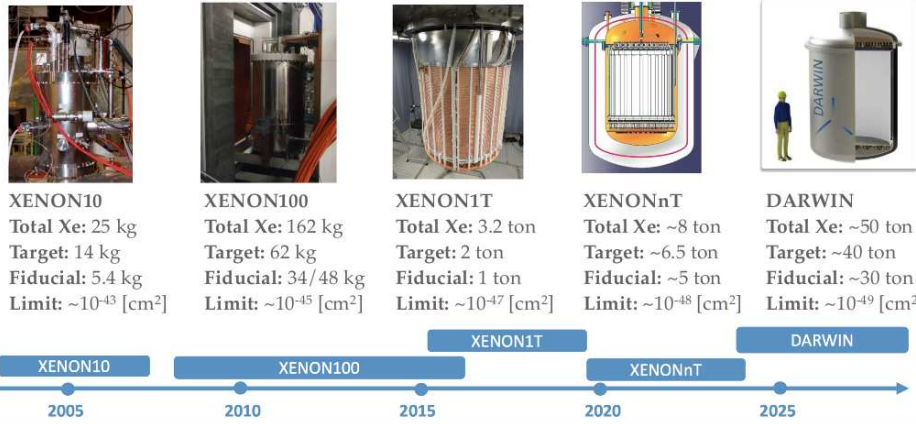 DARWIN
XENON10
Total Xe: 25 kg
Target: 14 kg
Fiducial: 5.4 kg
Limit: ~10⁻⁴³ [cm²]
XENON100
Total Xe: 162 kg
Target: 62 kg
Fiducial: 34/48 kg
Limit: ~10⁻⁴⁵ [cm²]
XENON1T
Total Xe: 3.2 ton
Target: 2 ton
Fiducial: 1 ton
Limit: ~10⁻⁴⁷ [cm²]
XENONnT
Total Xe: ~8 ton
Target: ~6.5 ton
Fiducial: ~5 ton
Limit: ~10⁻⁴⁸ [cm²]
DARWIN
Total Xe: ~50 ton
Target: ~40 ton
Fiducial: ~30 ton
Limit: ~10⁻⁴⁹ [cm²
XENON1T
DARWIN
XENON10
XENON100
XENONnT
2005
2010
2015
2020
2025